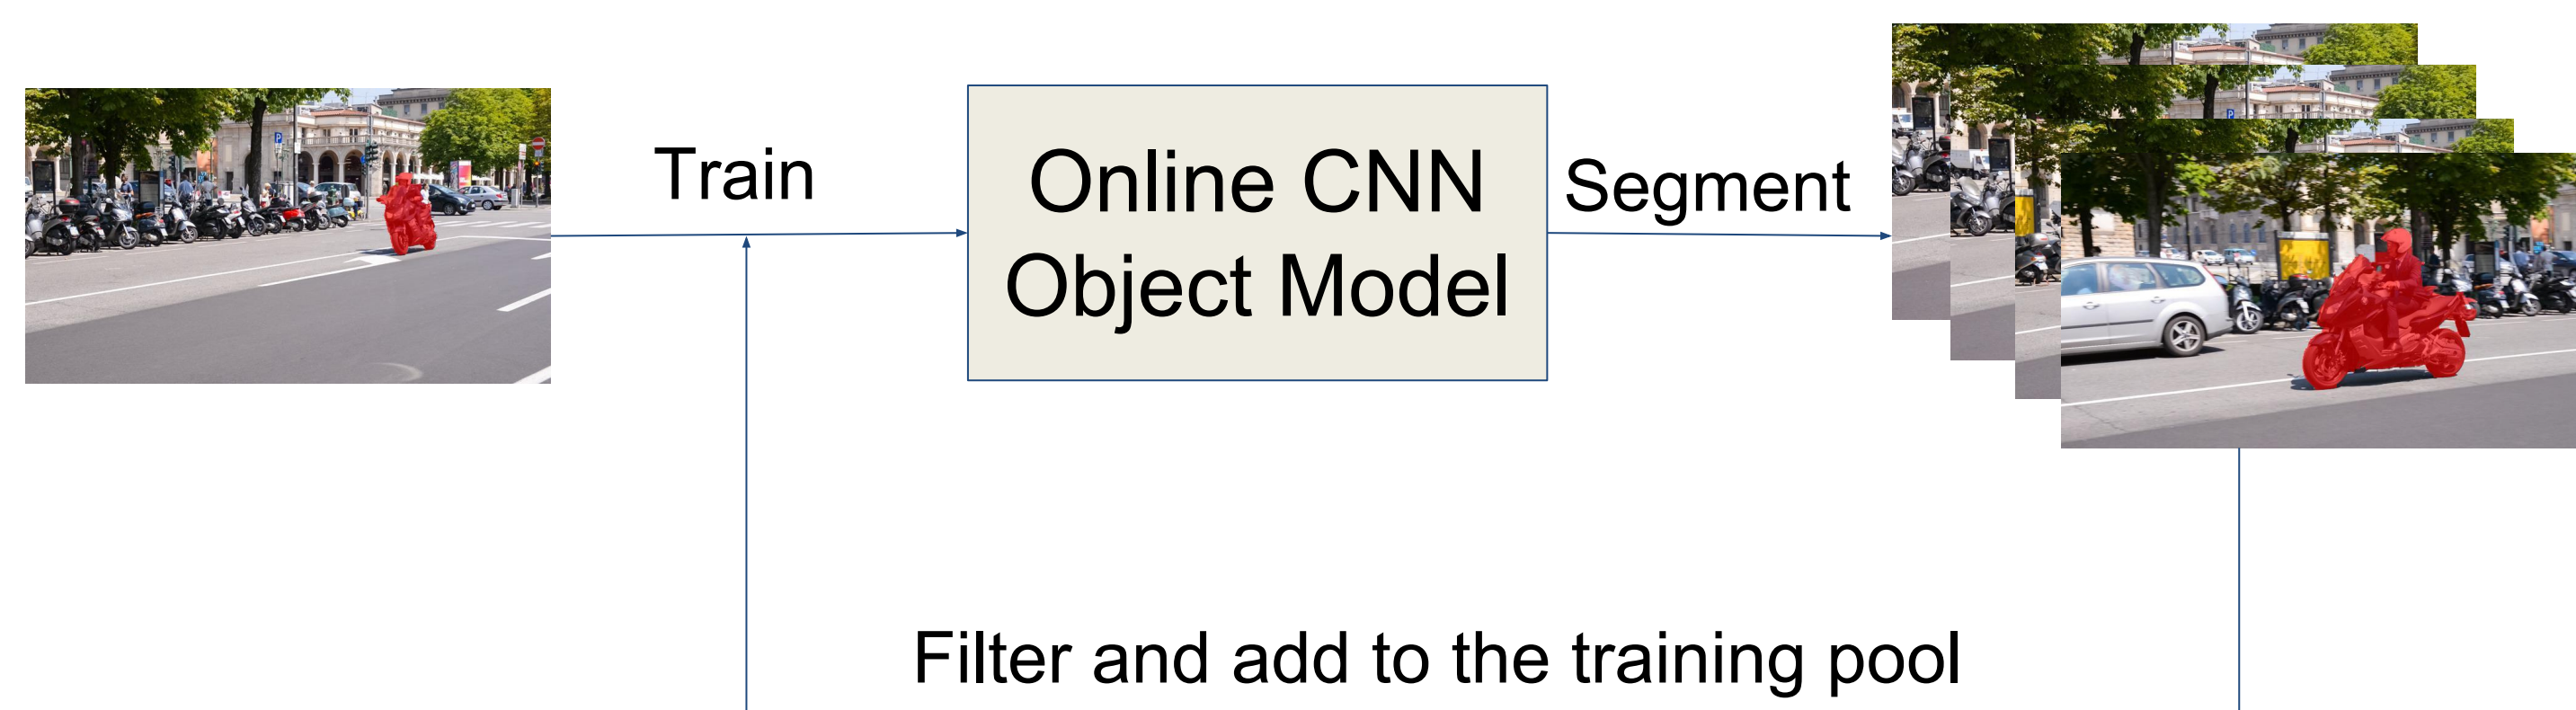 Train
Online CNN
Object Model
Segment
Filter and add to the training pool